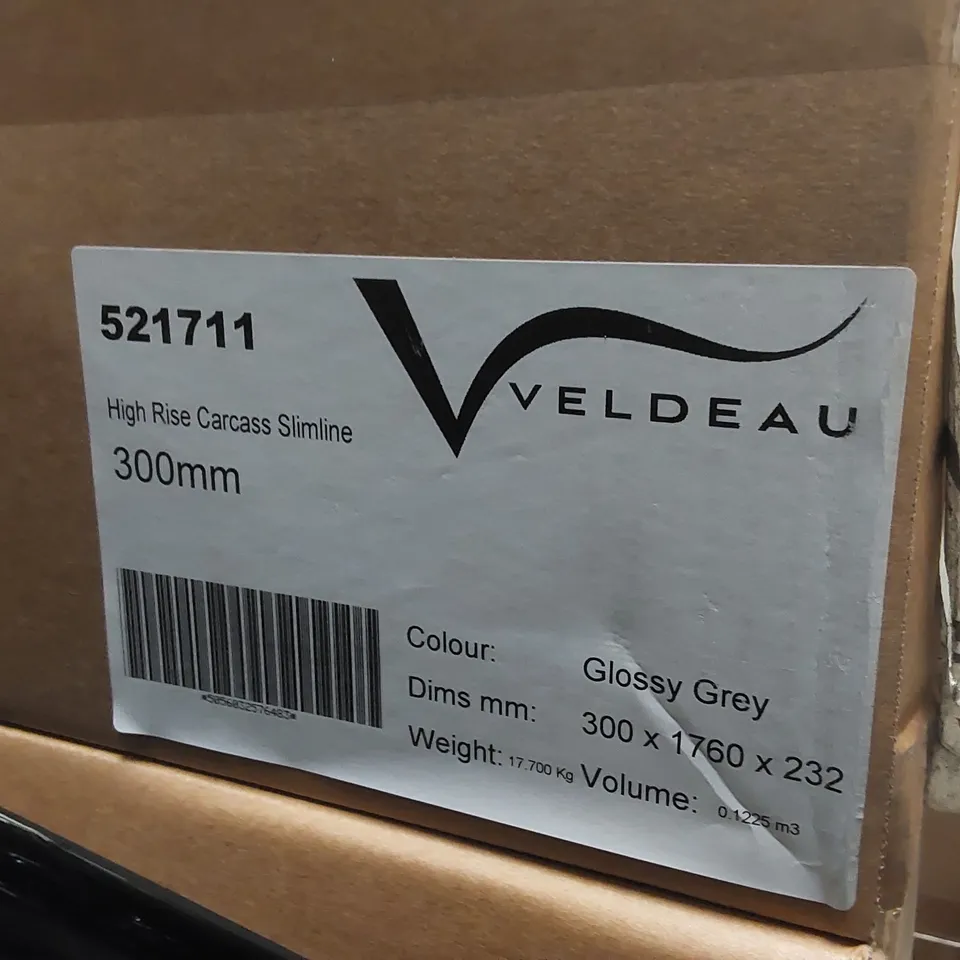 521711
VELDEAU
High Rise Carcass Slimline
300mm
*5056832576483*
Colour: Glossy Grey
Dims mm: 300 x 1760 x 232
Weight: 17.700 Kg Volume: 0.1225 m3